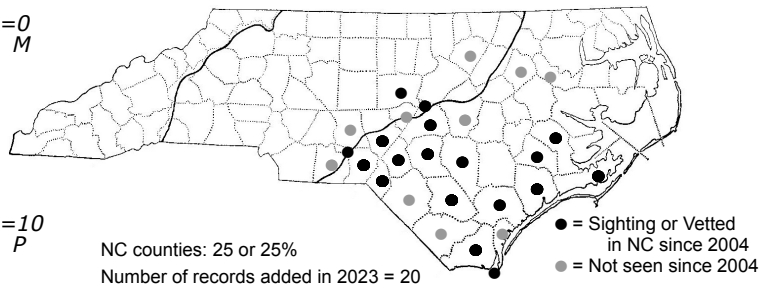 =0
M
=10
P
NC counties: 25 or 25%
Number of records added in 2023 = 20
= Sighting or Vetted
in NC since 2004
= Not seen since 2004